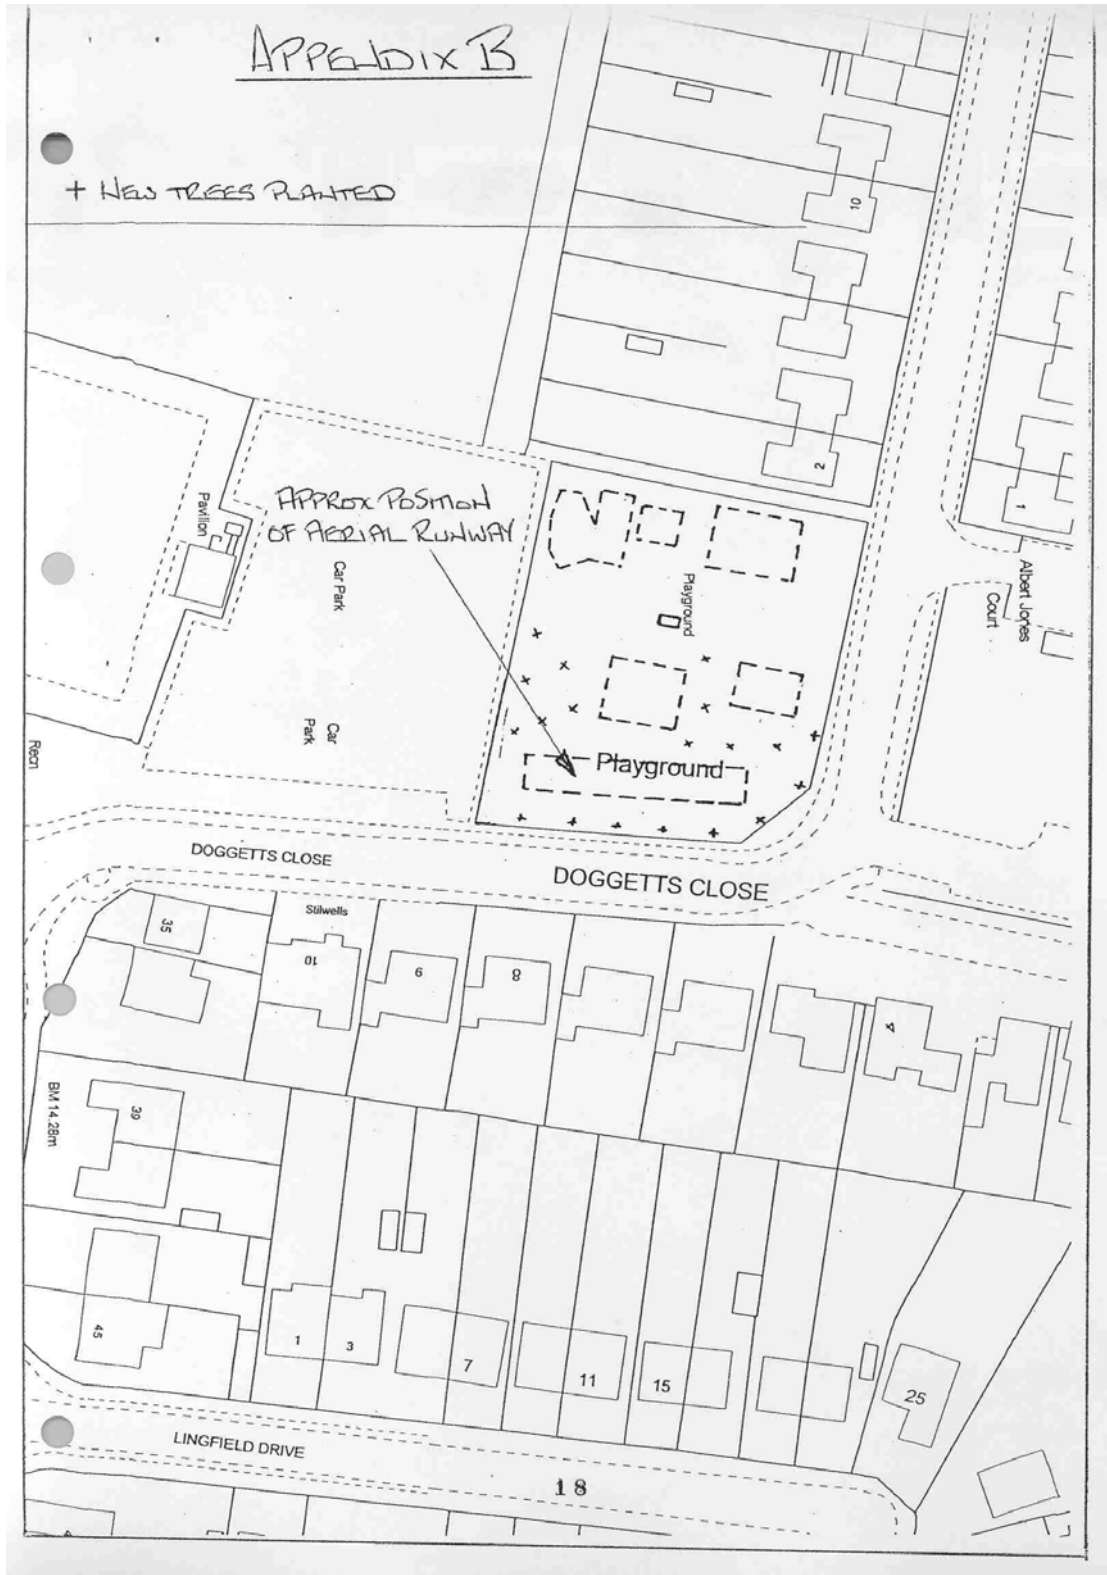 APPENDIX B
+ NEW TREES PLANTED
10
2
1
APPROX POSITION
OF AERIAL RUNWAY
Pavilion
Car Park
Playground
Albert Jones
Court
Car
Park
Recn
Playground
DOGGETTS CLOSE
DOGGETTS CLOSE
Stilwells
35
10
9
8
4
BM 14.28m
39
45
1
3
7
11
15
25
LINGFIELD DRIVE
18